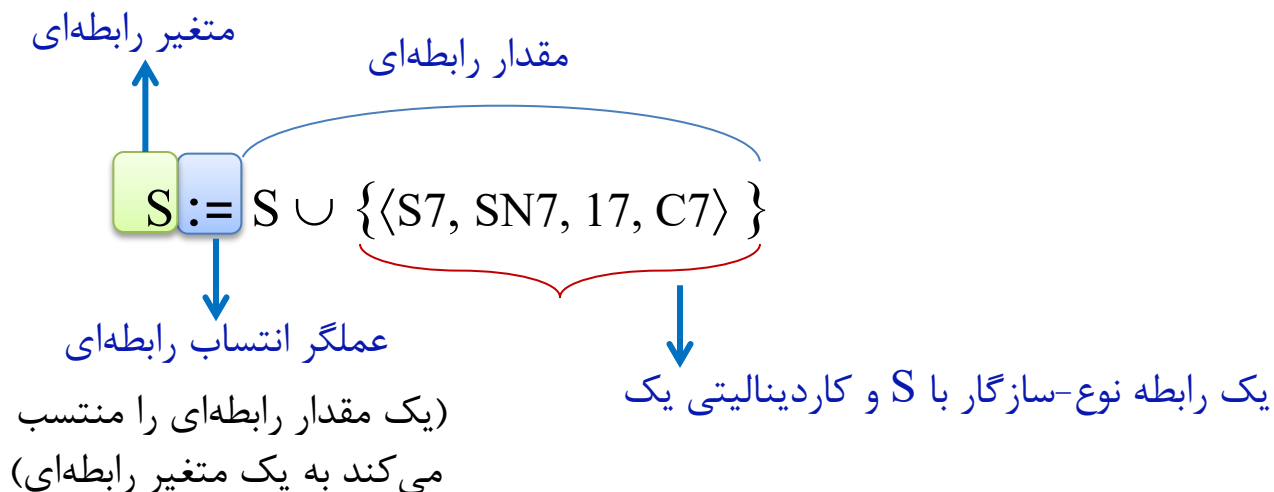 متغیر رابطه‌ای
مقدار رابطه‌ای
S := S ∪ {⟨S7, SN7, 17, C7⟩ }
عملگر انتساب رابطه‌ای
(یک مقدار رابطه‌ای را منتسب
می‌کند به یک متغیر رابطه‌ای)
یک رابطه نوع-سازگار با S و کاردینالیتی یک